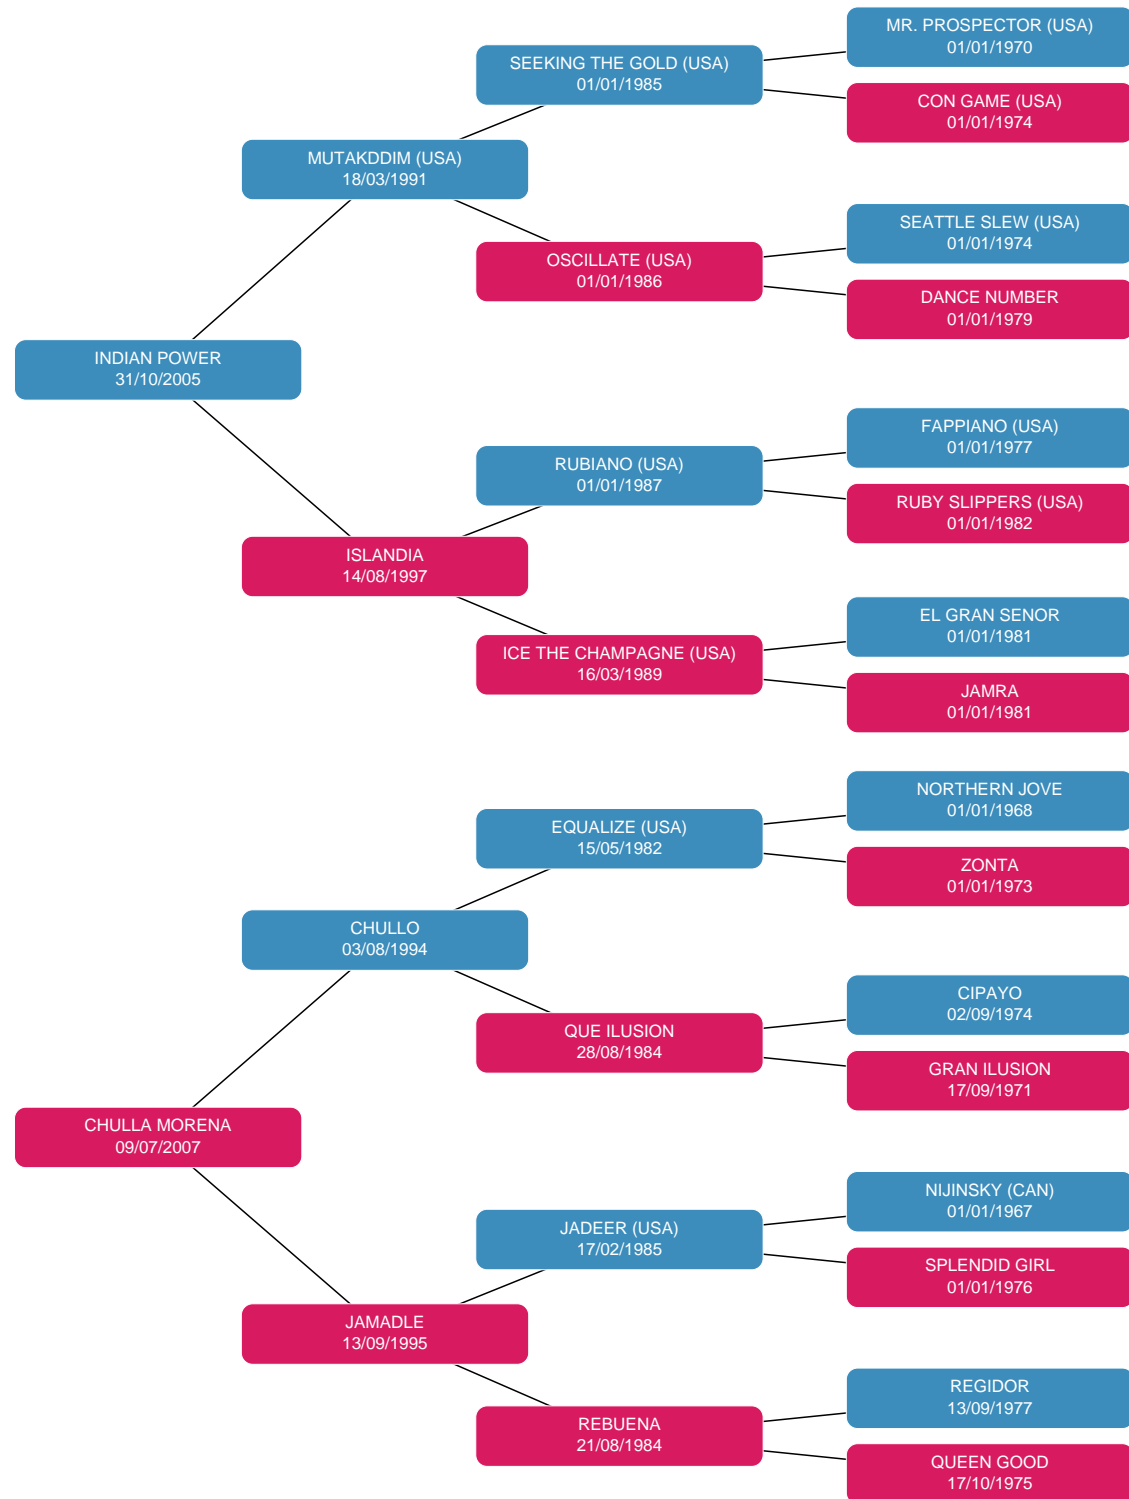 MR. PROSPECTOR (USA)
01/01/1970
SEEKING THE GOLD (USA)
01/01/1985
CON GAME (USA)
01/01/1974
MUTAKDDIM (USA)
18/03/1991
SEATTLE SLEW (USA)
01/01/1974
OSCILLATE (USA)
01/01/1986
DANCE NUMBER
01/01/1979
INDIAN POWER
31/10/2005
FAPPIANO (USA)
01/01/1977
RUBIANO (USA)
01/01/1987
RUBY SLIPPERS (USA)
01/01/1982
ISLANDIA
14/08/1997
EL GRAN SENOR
01/01/1981
ICE THE CHAMPAGNE (USA)
16/03/1989
JAMRA
01/01/1981
NORTHERN JOVE
01/01/1968
EQUALIZE (USA)
15/05/1982
ZONTA
01/01/1973
CHULLO
03/08/1994
CIPAYO
02/09/1974
QUE ILUSION
28/08/1984
GRAN ILUSION
17/09/1971
CHULLA MORENA
09/07/2007
NIJINSKY (CAN)
01/01/1967
JADEER (USA)
17/02/1985
SPLENDID GIRL
01/01/1976
JAMADLE
13/09/1995
REGIDOR
13/09/1977
REBUENA
21/08/1984
QUEEN GOOD
17/10/1975